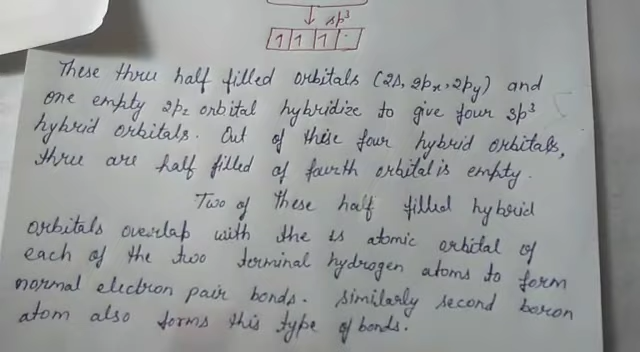 sp³
1 1 1 .
These three half filled orbitals (2s, 2px, 2py) and
one empty 2pz orbital hybridize to give four sp³
hybrid orbitals. Out of these four hybrid orbitals,
three are half filled & fourth orbital is empty.
Two of these half filled hybrid
orbitals overlap with the 1s atomic orbital of
each of the two terminal hydrogen atoms to form
normal electron pair bonds. Similarly second boron
atom also forms this type of bonds.